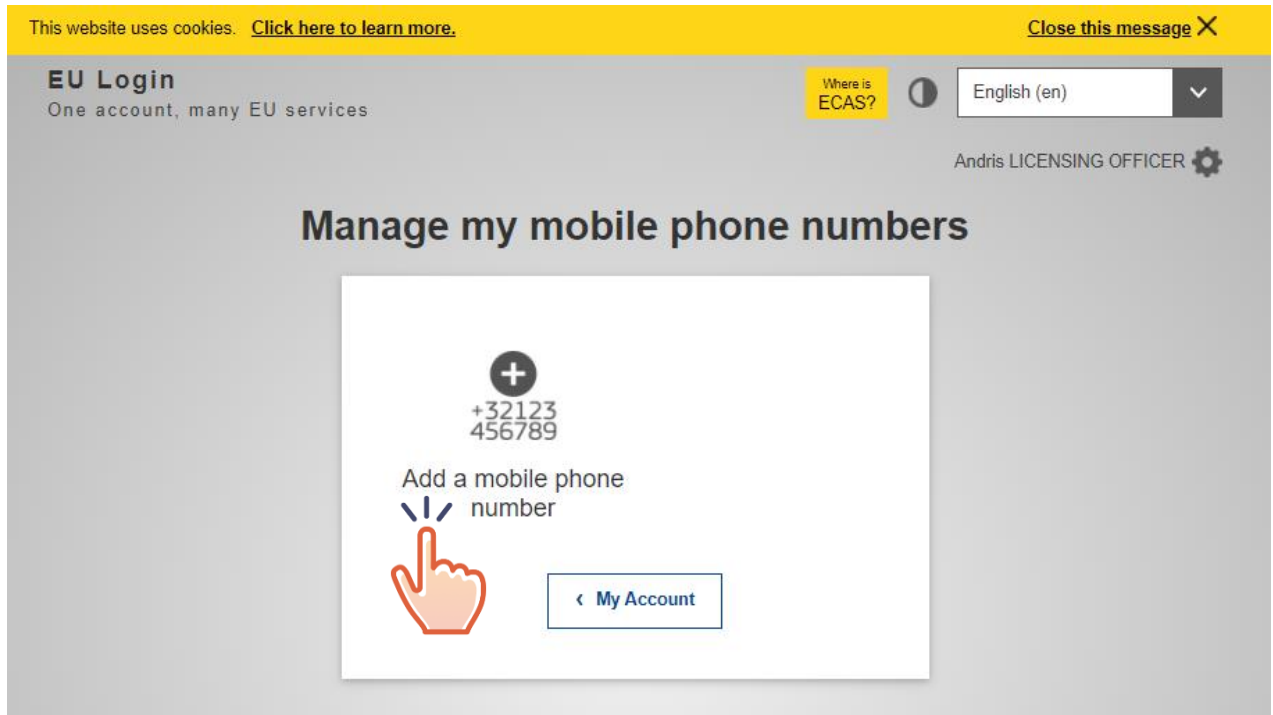 This website uses cookies. Click here to learn more.
Close this message
EU Login
One account, many EU services
Where is
ECAS?
English (en)
Andris LICENSING OFFICER
Manage my mobile phone numbers
+32123
456789
Add a mobile phone
number
‹ My Account